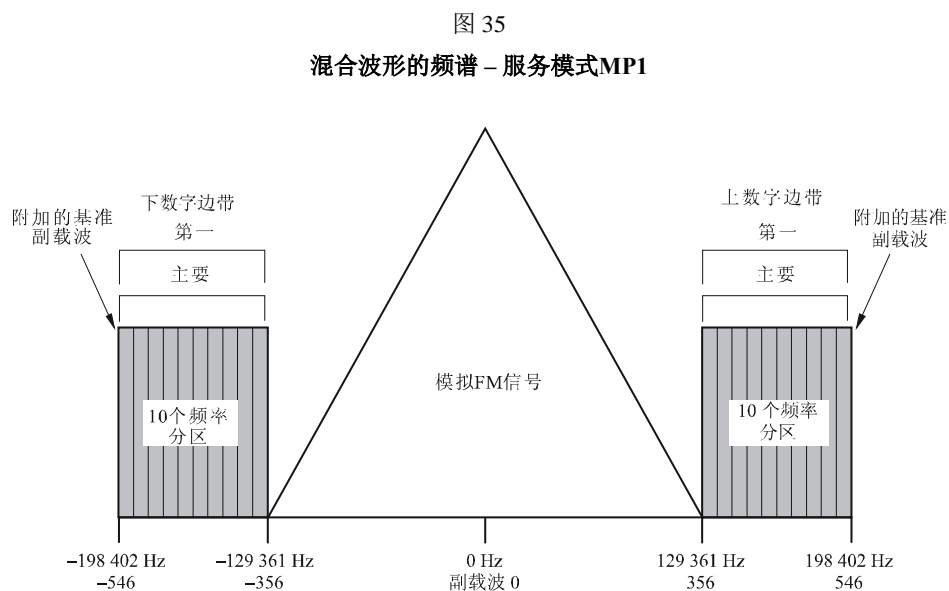 图 35
混合波形的频谱 – 服务模式MP1
下数字边带
第一
主要
附加的基准
副载波
上数字边带
第一
主要
附加的基准
副载波
模拟FM信号
10个频率
分区
10 个频率
分区
–198 402 Hz
–546
–129 361 Hz
–356
0 Hz
副载波 0
129 361 Hz
356
198 402 Hz
546